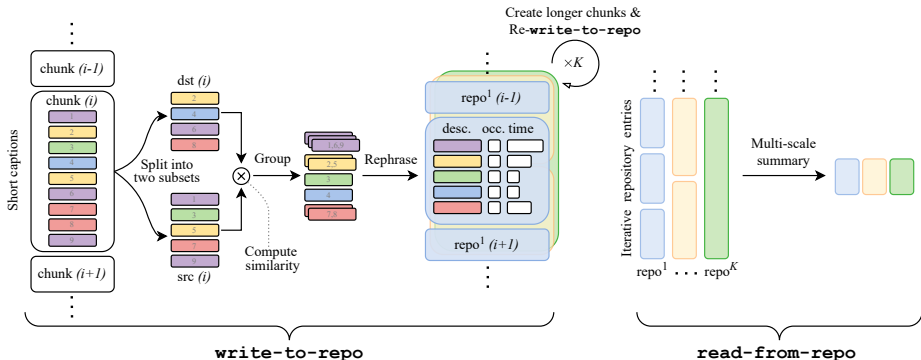 Create longer chunks &
Re-write-to-repo
×K
chunk (i-1)
chunk (i)
1
2
3
4
5
6
7
8
9
chunk (i+1)
Short captions
dst (i)
2
4
6
8
Split into
two subsets
1
3
5
7
9
src (i)
Group
Compute
similarity
1,6,9
2,5
3
4
7,8
Rephrase
repo¹ (i-1)
desc. occ. time
repo¹ (i+1)
write-to-repo
Iterative repository entries
repo¹ ... repoᴷ
Multi-scale
summary
read-from-repo